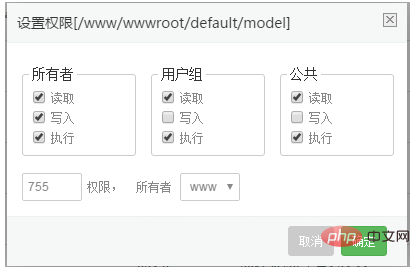 设置权限[/www/wwwroot/default/model]
所有者 用户组 公共
读取 读取 读取
写入 写入 写入
执行 执行 执行
755 权限， 所有者 www
取消 确定
php 中文网